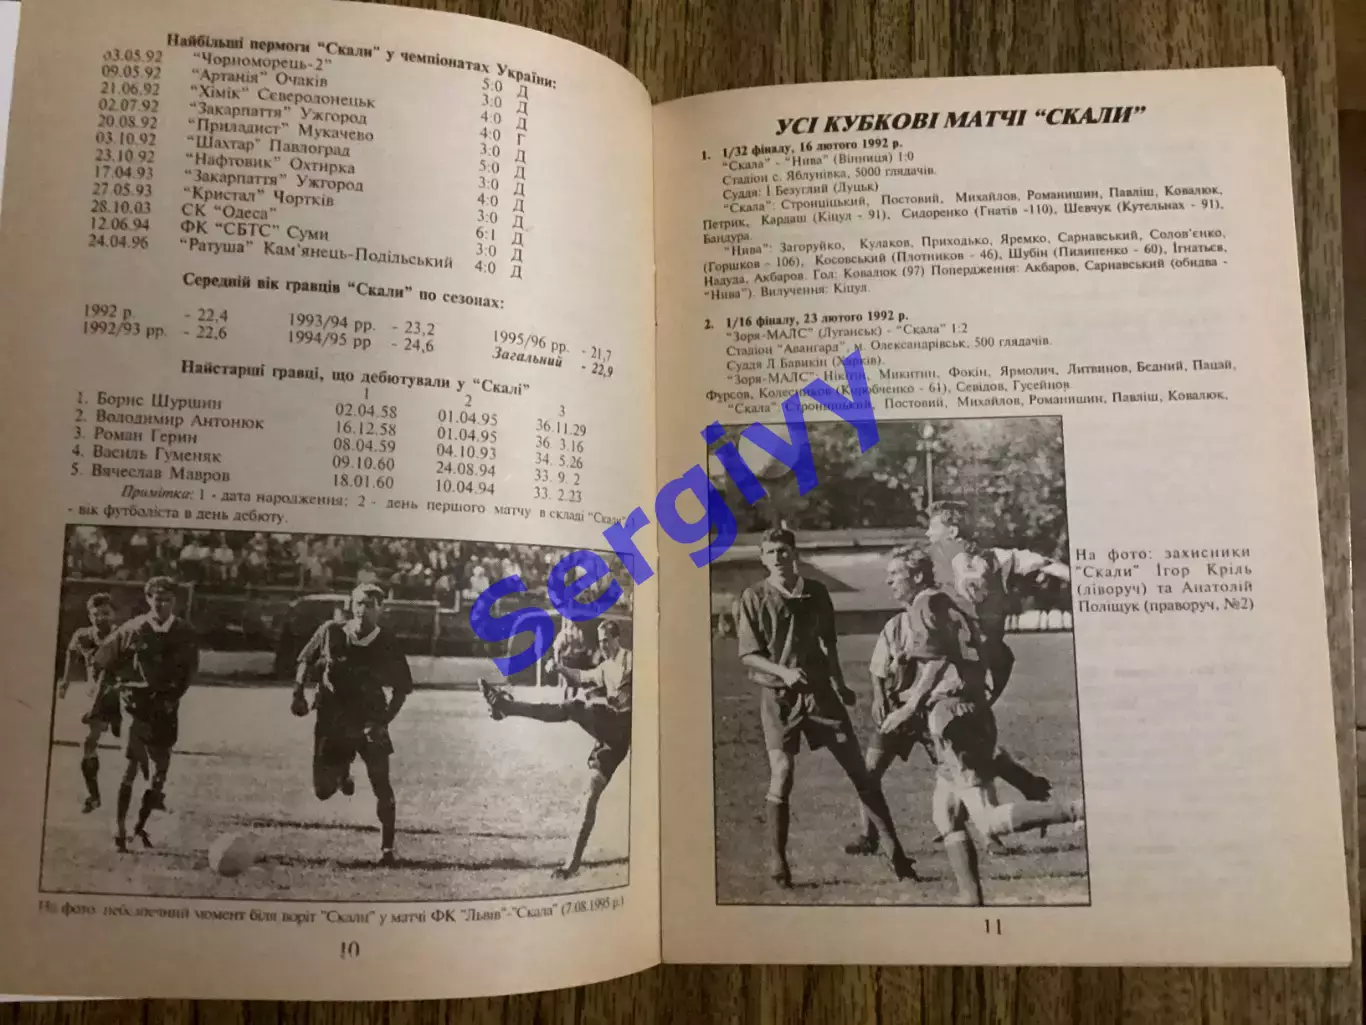 Найбільші пермоги "Скали" у чемпіонатах України:
03.05.92 "Чорноморець-2" 5:0 Д
09.05.92 "Артанія" Очаків 3:0 Д
21.06.92 "Хімік" Сєверодонецьк 4:0 Д
02.07.92 "Закарпаття" Ужгород 4:0 Г
20.08.92 "Приладист" Мукачево 3:0 Д
03.10.92 "Шахтар" Павлоград 5:0 Д
23.10.92 "Нафтовик" Охтирка 3:0 Д
17.04.93 "Закарпаття" Ужгород 4:0 Д
27.05.93 "Кристал" Чортків 3:0 Д
28.10.03 СК "Одеса" 6:1 Д
12.06.94 ФК "СБТС" Суми 3:0 Д
24.04.96 "Ратуша" Кам'янець-Подільський 4:0 Д
Середній вік гравців "Скали" по сезонах:
1992 р. - 22,4 1993/94 рр. - 23,2 1995/96 рр. - 21,7
1992/93 рр. - 22,6 1994/95 рр - 24,6 Загальний - 22,9
Найстарші гравці, що дебютували у "Скалі"
1 2 3
1. Борис Шуршин 02.04.58 01.04.95 36.11.29
2. Володимир Антонюк 16.12.58 01.04.95 36 3.16
3. Роман Герин 08.04.59 04.10.93 34. 5.26
4. Василь Гуменяк 09.10.60 24.08.94 33. 9. 2
5. Вячеслав Мавров 18.01.60 10.04.94 33. 2.23
Примітка: 1 - дата народження; 2 - день першого матчу в складі "Скали"
- вік футболіста в день дебюту.
На фото небезпечний момент біля воріт "Скали" у матчі ФК "Львів"-"Скала" (7.08.1995 р.)
10
УСІ КУБКОВІ МАТЧІ "СКАЛИ"
1. 1/32 фіналу, 16 лютого 1992 р.
"Скала" - "Нива" (Вінниця) 1:0
Стадіон с. Яблунівка, 5000 глядачів.
Суддя: І Безуглий (Луцьк)
"Скала": Стронціцький, Постовий, Михайлов, Романишин, Павліш, Ковалюк,
Петрик, Кардаш (Кіцул - 91), Сидоренко (Гнатів -110), Шевчук (Кутельнах - 91),
Бандура.
"Нива": Загоруйко, Кулаков, Приходько, Яремко, Сарнавський, Солов'єнко,
(Горшков - 106), Косовський (Плотников - 46), Шубін (Пилипенко - 60), Ігнатьєв,
Надуда, Акбаров. Гол: Ковалюк (97) Попередження: Акбаров, Сарнавський (обидва -
"Нива"). Вилучення: Кіцул.
2. 1/16 фіналу, 23 лютого 1992 р.
"Зоря-МАЛС" (Луганськ) - "Скала" 1:2
Стадіон "Авангард", м. Олександрівськ, 500 глядачів.
Суддя Л Бавикін (Харків).
"Зоря-МАЛС": Нікітін, Микитин, Фокін, Ярмолич, Литвинов, Бєдний, Пацай,
Фурсов, Колесников (Коробченко - 61), Севідов, Гусейнов
"Скала": Стронціцький, Постовий, Михайлов, Романишин, Павліш, Ковалюк,
На фото: захисники
"Скали" Ігор Кріль
(ліворуч) та Анатолій
Поліщук (праворуч, №2)
11
Sergiyy